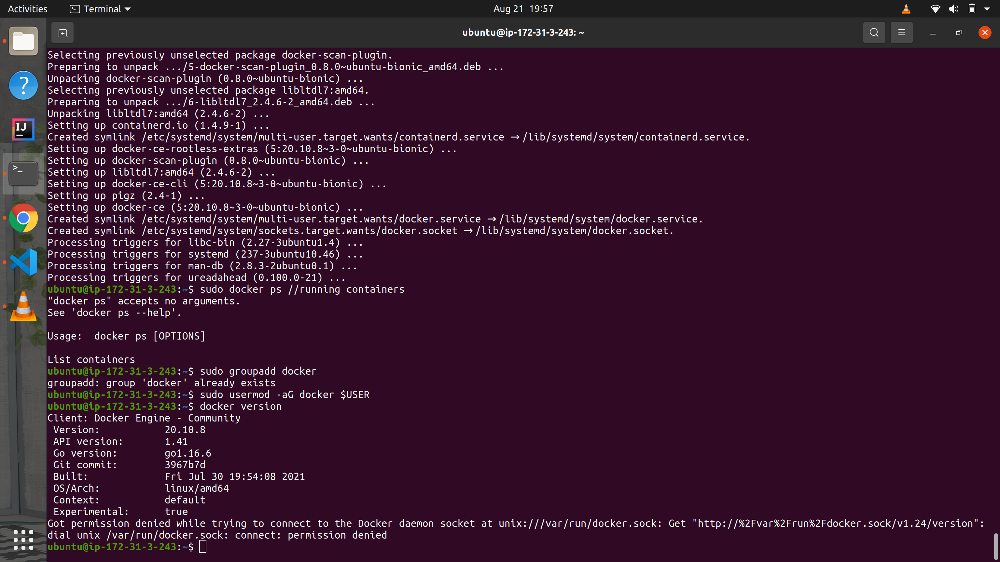 Activities
Terminal
Aug 21  19:57
ubuntu@ip-172-31-3-243: ~
Selecting previously unselected package docker-scan-plugin.
Preparing to unpack .../5-docker-scan-plugin_0.8.0~ubuntu-bionic_amd64.deb ...
Unpacking docker-scan-plugin (0.8.0~ubuntu-bionic) ...
Selecting previously unselected package libltdl7:amd64.
Preparing to unpack .../6-libltdl7_2.4.6-2_amd64.deb ...
Unpacking libltdl7:amd64 (2.4.6-2) ...
Setting up containerd.io (1.4.9-1) ...
Created symlink /etc/systemd/system/multi-user.target.wants/containerd.service → /lib/systemd/system/containerd.service.
Setting up docker-ce-rootless-extras (5:20.10.8~3-0~ubuntu-bionic) ...
Setting up docker-scan-plugin (0.8.0~ubuntu-bionic) ...
Setting up libltdl7:amd64 (2.4.6-2) ...
Setting up docker-ce-cli (5:20.10.8~3-0~ubuntu-bionic) ...
Setting up pigz (2.4-1) ...
Setting up docker-ce (5:20.10.8~3-0~ubuntu-bionic) ...
Created symlink /etc/systemd/system/multi-user.target.wants/docker.service → /lib/systemd/system/docker.service.
Created symlink /etc/systemd/system/sockets.target.wants/docker.socket → /lib/systemd/system/docker.socket.
Processing triggers for libc-bin (2.27-3ubuntu1.4) ...
Processing triggers for systemd (237-3ubuntu10.46) ...
Processing triggers for man-db (2.8.3-2ubuntu0.1) ...
Processing triggers for ureadahead (0.100.0-21) ...
ubuntu@ip-172-31-3-243:~$ sudo docker ps //running containers
"docker ps" accepts no arguments.
See 'docker ps --help'.
Usage:  docker ps [OPTIONS]
List containers
ubuntu@ip-172-31-3-243:~$ sudo groupadd docker
groupadd: group 'docker' already exists
ubuntu@ip-172-31-3-243:~$ sudo usermod -aG docker $USER
ubuntu@ip-172-31-3-243:~$ docker version
Client: Docker Engine - Community
 Version:           20.10.8
 API version:       1.41
 Go version:        go1.16.6
 Git commit:        3967b7d
 Built:             Fri Jul 30 19:54:08 2021
 OS/Arch:           linux/amd64
 Context:           default
 Experimental:      true
Got permission denied while trying to connect to the Docker daemon socket at unix:///var/run/docker.sock: Get "http://%2Fvar%2Frun%2Fdocker.sock/v1.24/version":
dial unix /var/run/docker.sock: connect: permission denied
ubuntu@ip-172-31-3-243:~$
IJ